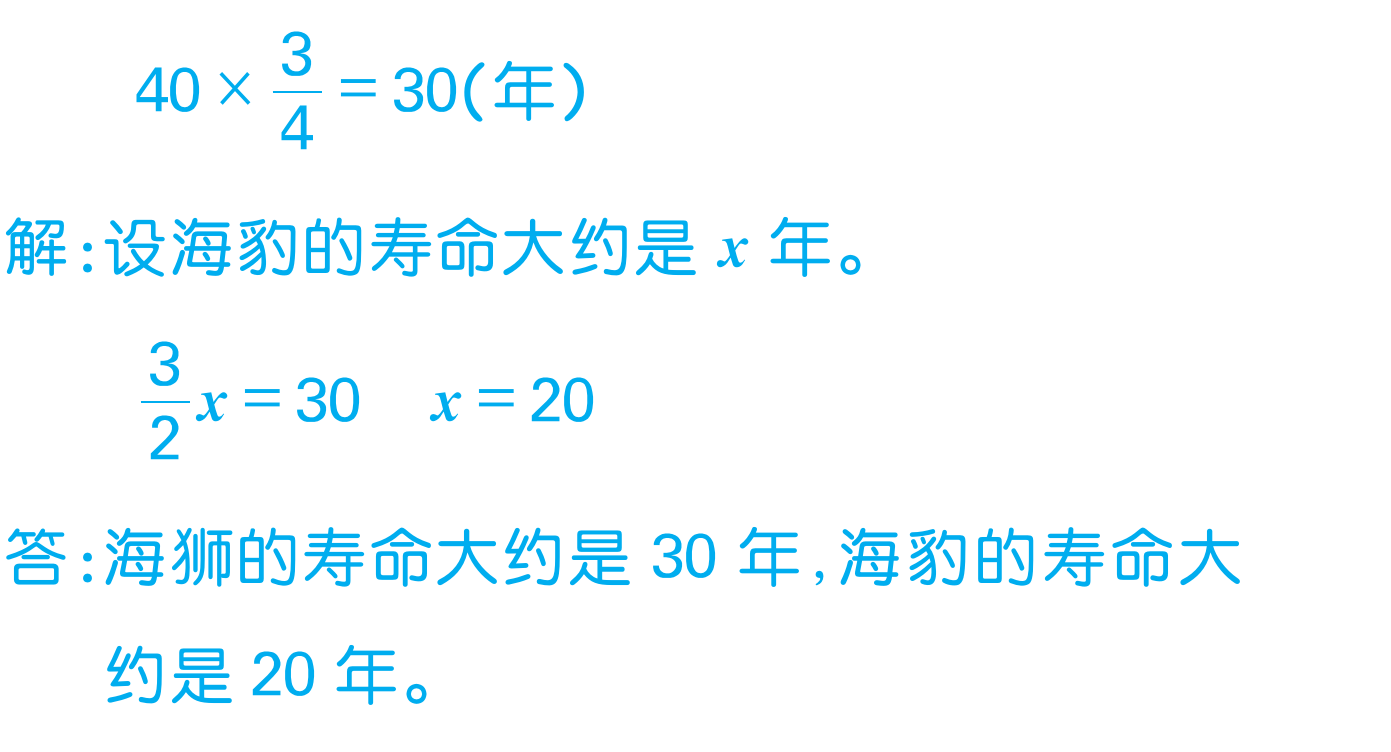 40 × 3/4 = 30(年)
解:设海豹的寿命大约是 x 年。
3/2 x = 30  x = 20
答:海狮的寿命大约是 30 年,海豹的寿命大
约是 20 年。